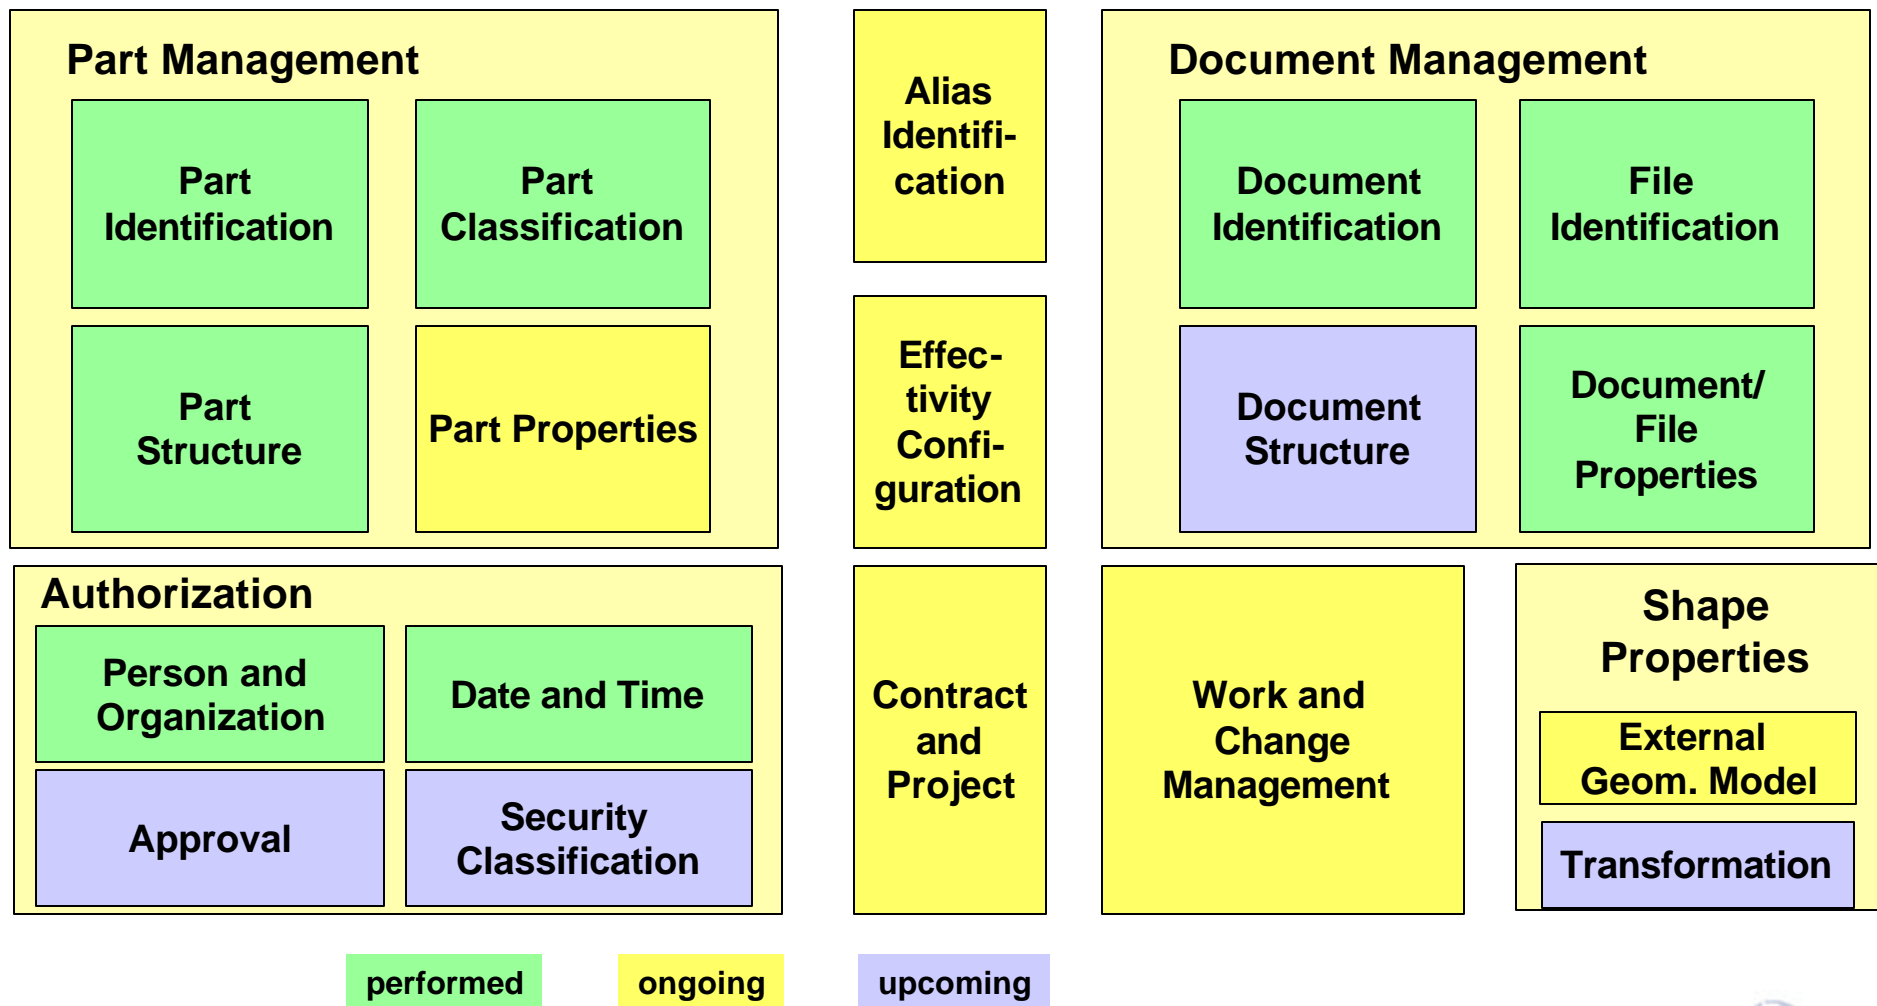 Part Management
Part
Identification
Part
Classification
Part
Structure
Part Properties
Alias
Identifi-
cation
Effec-
tivity
Confi-
guration
Document Management
Document
Identification
File
Identification
Document
Structure
Document/
File
Properties
Authorization
Person and
Organization
Date and Time
Approval
Security
Classification
Contract
and
Project
Work and
Change
Management
Shape
Properties
External
Geom. Model
Transformation
performed
ongoing
upcoming